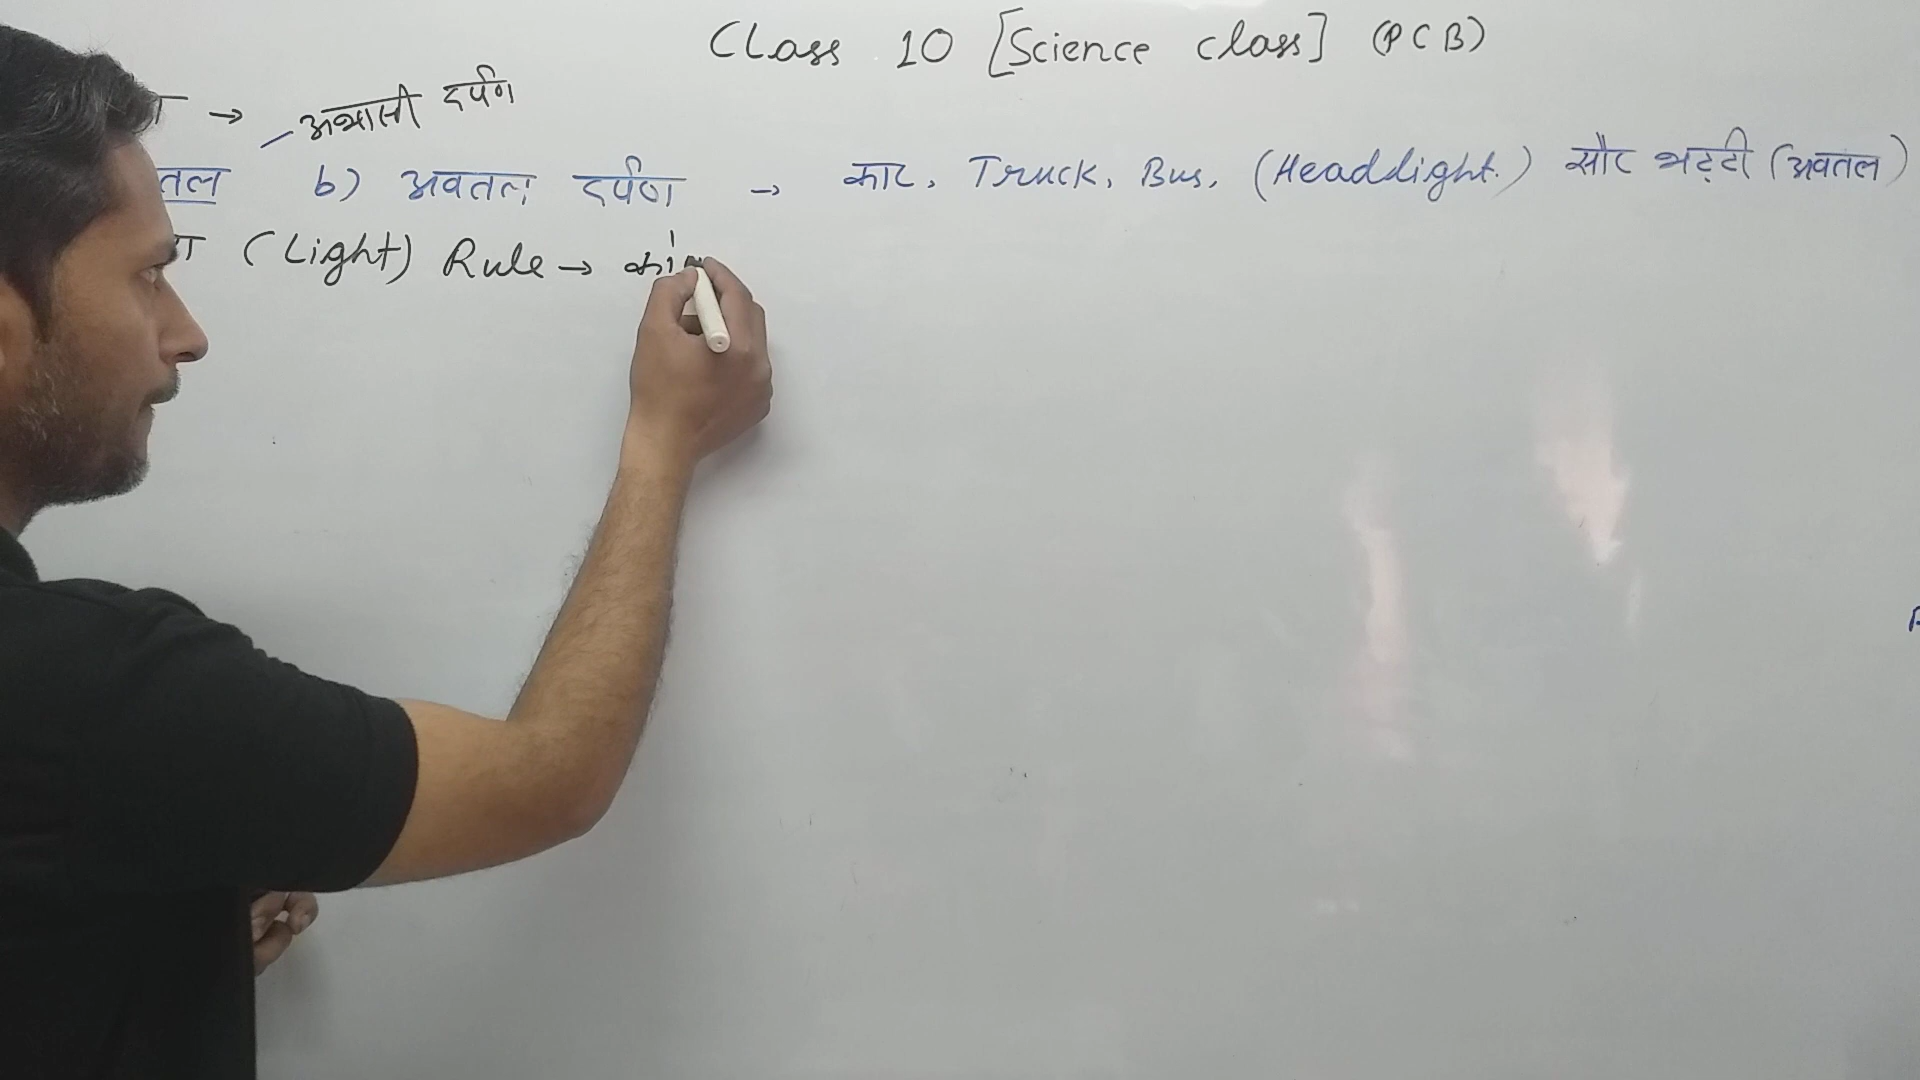 CLass 10 [Science class] (PCB)
→ अभासी दर्पण
तल b) अवतल दर्पण → कार, Truck, Bus, (Headlight.) सौर भट्टी (अवतल)
(Light) Rule →